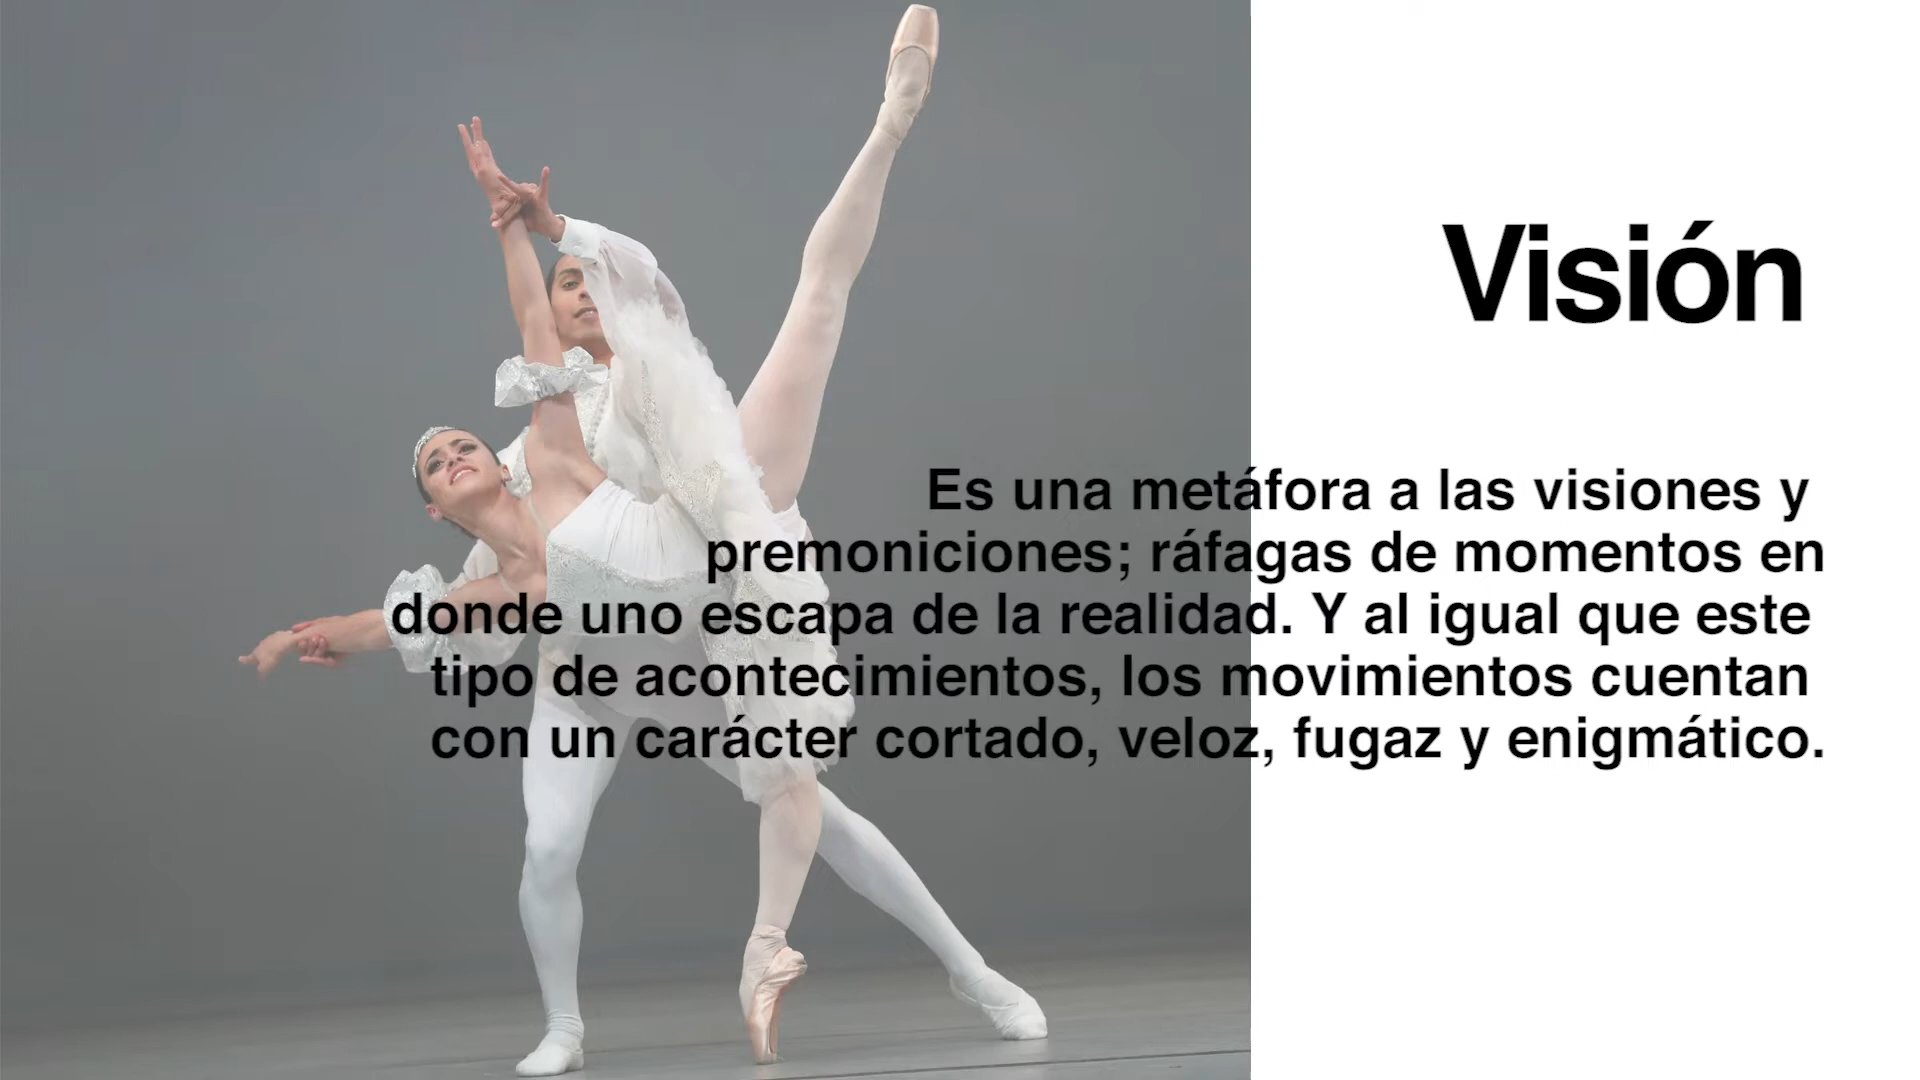 Visión
Es una metáfora a las visiones y
premoniciones; ráfagas de momentos en
donde uno escapa de la realidad. Y al igual que este
tipo de acontecimientos, los movimientos cuentan
con un carácter cortado, veloz, fugaz y enigmático.